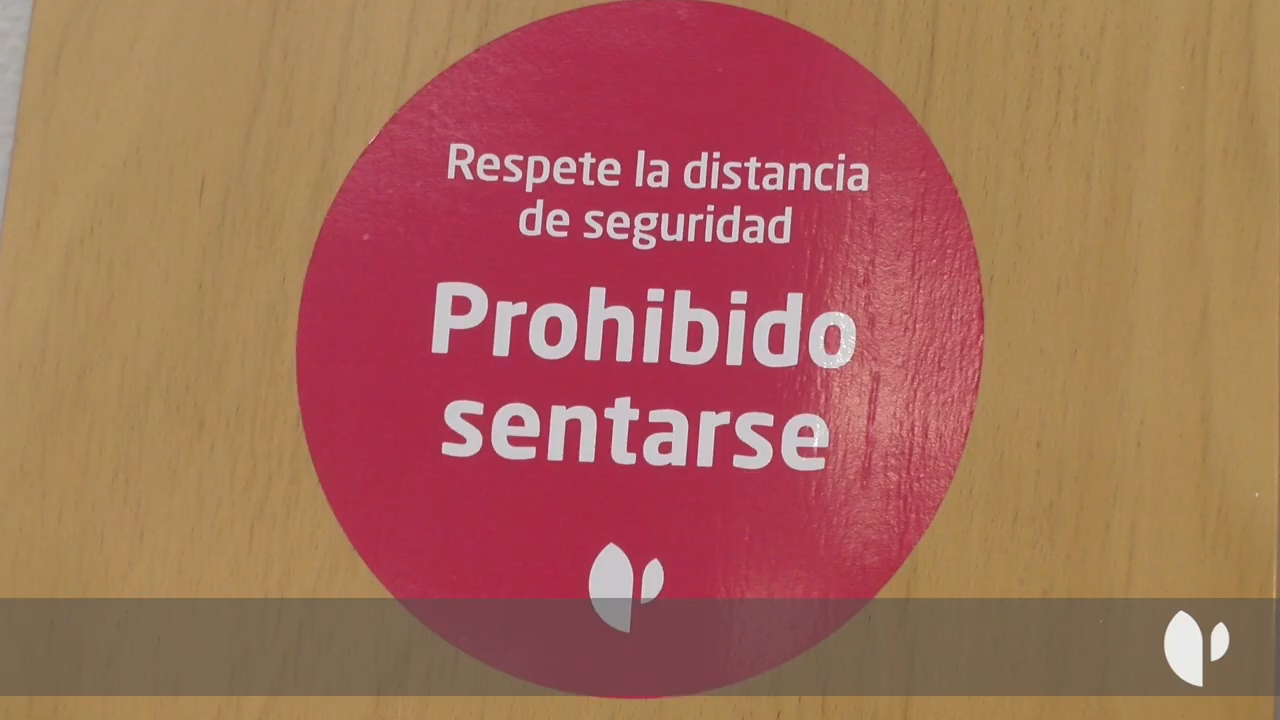 Respete la distancia
de seguridad
Prohibido
sentarse